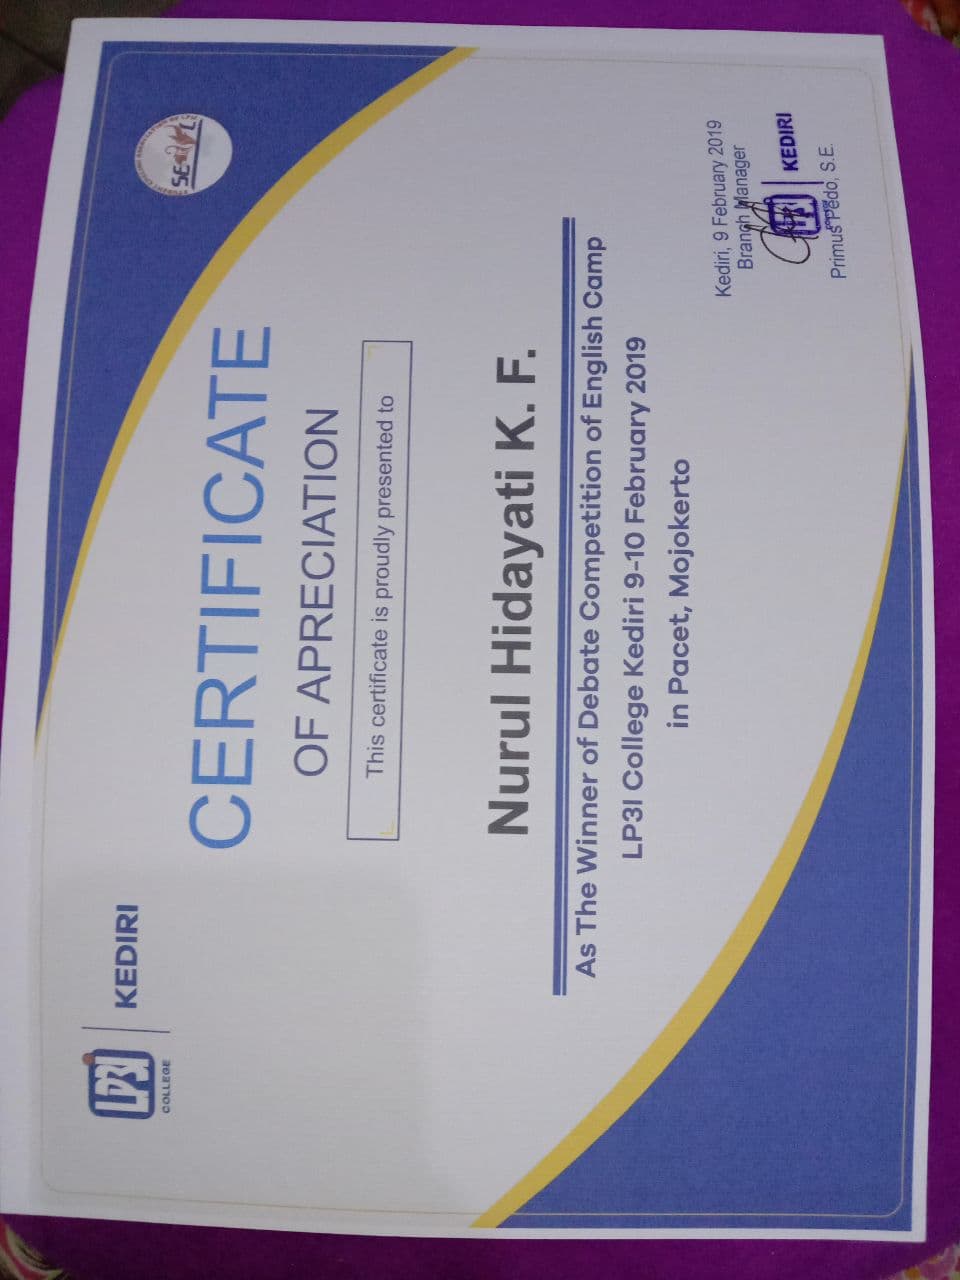 LP3I
COLLEGE
KEDIRI
CERTIFICATE
OF APRECIATION
This certificate is proudly presented to
Nurul Hidayati K. F.
As The Winner of Debate Competition of English Camp
LP3I College Kediri 9-10 February 2019
in Pacet, Mojokerto
Kediri, 9 February 2019
Branch Manager
KEDIRI
Primus Pedo, S.E.